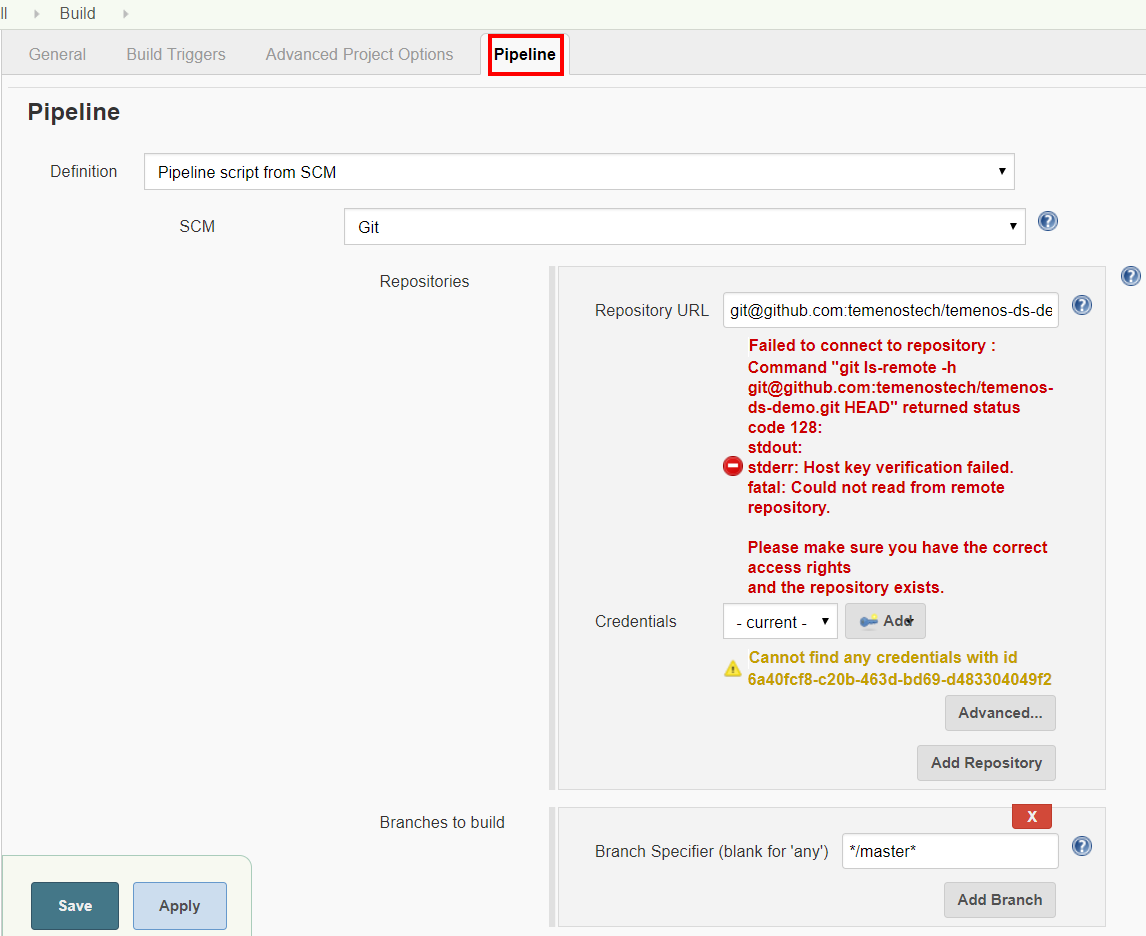 ll Build
General Build Triggers Advanced Project Options Pipeline
Pipeline
Definition Pipeline script from SCM
SCM Git
Repositories
Repository URL git@github.com:temenostech/temenos-ds-de
Failed to connect to repository :
Command "git ls-remote -h
git@github.com:temenostech/temenos-
ds-demo.git HEAD" returned status
code 128:
stdout:
stderr: Host key verification failed.
fatal: Could not read from remote
repository.
Please make sure you have the correct
access rights
and the repository exists.
Credentials - current - Add
Cannot find any credentials with id
6a40fcf8-c20b-463d-bd69-d483304049f2
Advanced...
Add Repository
Branches to build
X
Branch Specifier (blank for 'any') */master*
Add Branch
Save Apply